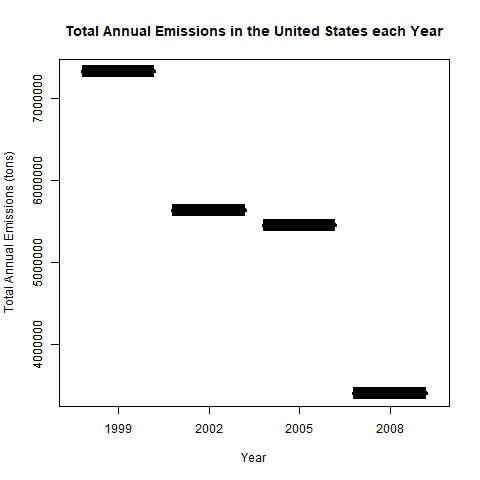 Total Annual Emissions in the United States each Year
Total Annual Emissions (tons)
7000000
6000000
5000000
4000000
1999 2002 2005 2008
Year